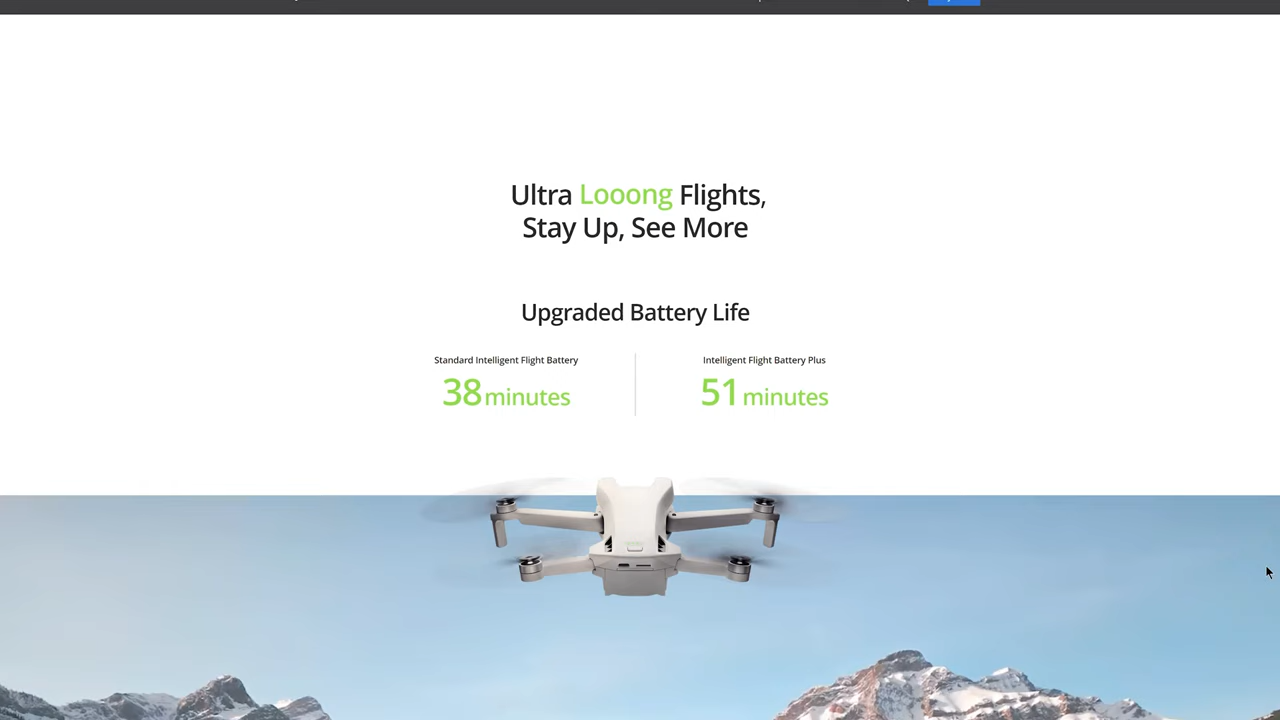 Ultra Looong Flights,
Stay Up, See More
Upgraded Battery Life
Standard Intelligent Flight Battery
38 minutes
Intelligent Flight Battery Plus
51 minutes